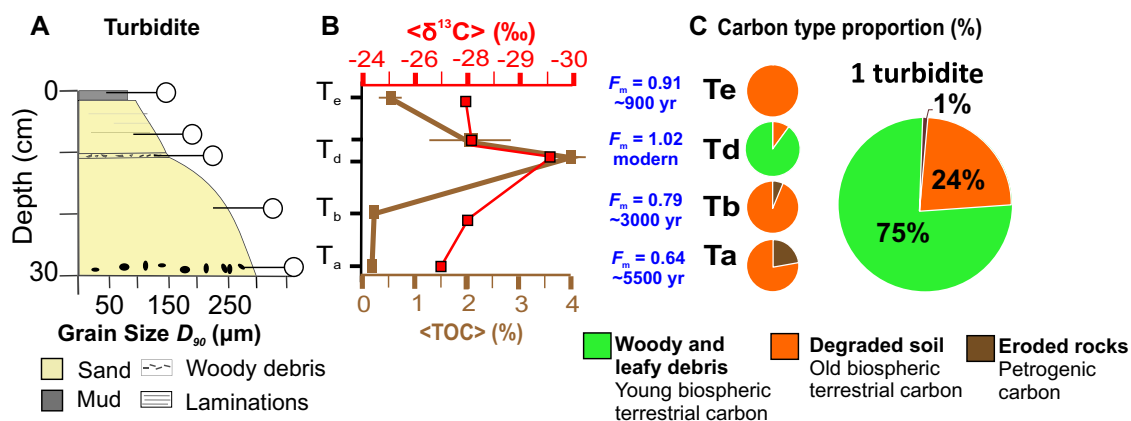 A Turbidite
0
Depth (cm)
30
50
150
250
Grain Size D90 (µm)
Sand
Woody debris
Mud
Laminations
B
<δ¹³C> (‰)
-24 -26 -28 -29 -30
Te
Td
Tb
Ta
0 1 2 3 4
<TOC> (%)
C Carbon type proportion (%)
Fm = 0.91
~900 yr
Te
Fm = 1.02
modern
Td
Fm = 0.79
~3000 yr
Tb
Fm = 0.64
~5500 yr
Ta
1 turbidite
1%
24%
75%
Woody and
leafy debris
Young biospheric
terrestrial carbon
Degraded soil
Old biospheric
terrestrial carbon
Eroded rocks
Petrogenic
carbon